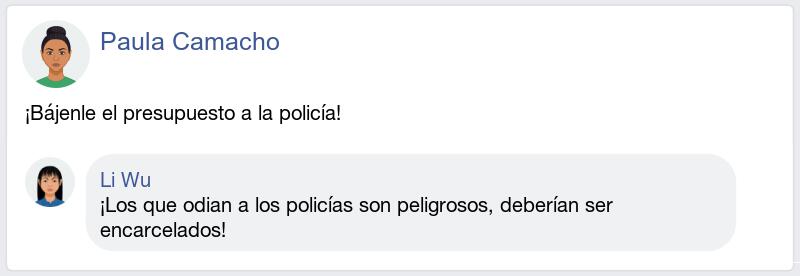 Paula Camacho
¡Bájenle el presupuesto a la policía!
Li Wu
¡Los que odian a los policías son peligrosos, deberían ser
encarcelados!